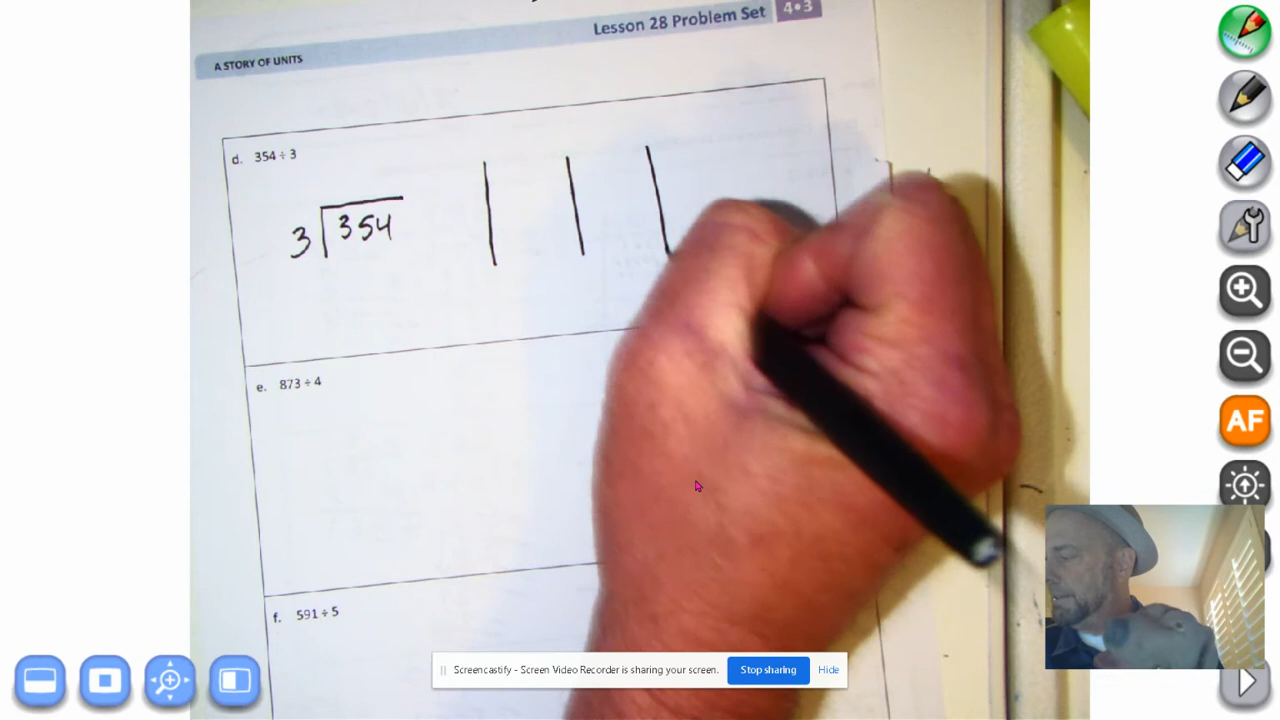 Lesson 28 Problem Set 4•3
A STORY OF UNITS
d. 354 ÷ 3
3 354
e. 873 ÷ 4
f. 591 ÷ 5
AF
Screencastify - Screen Video Recorder is sharing your screen. Stop sharing Hide